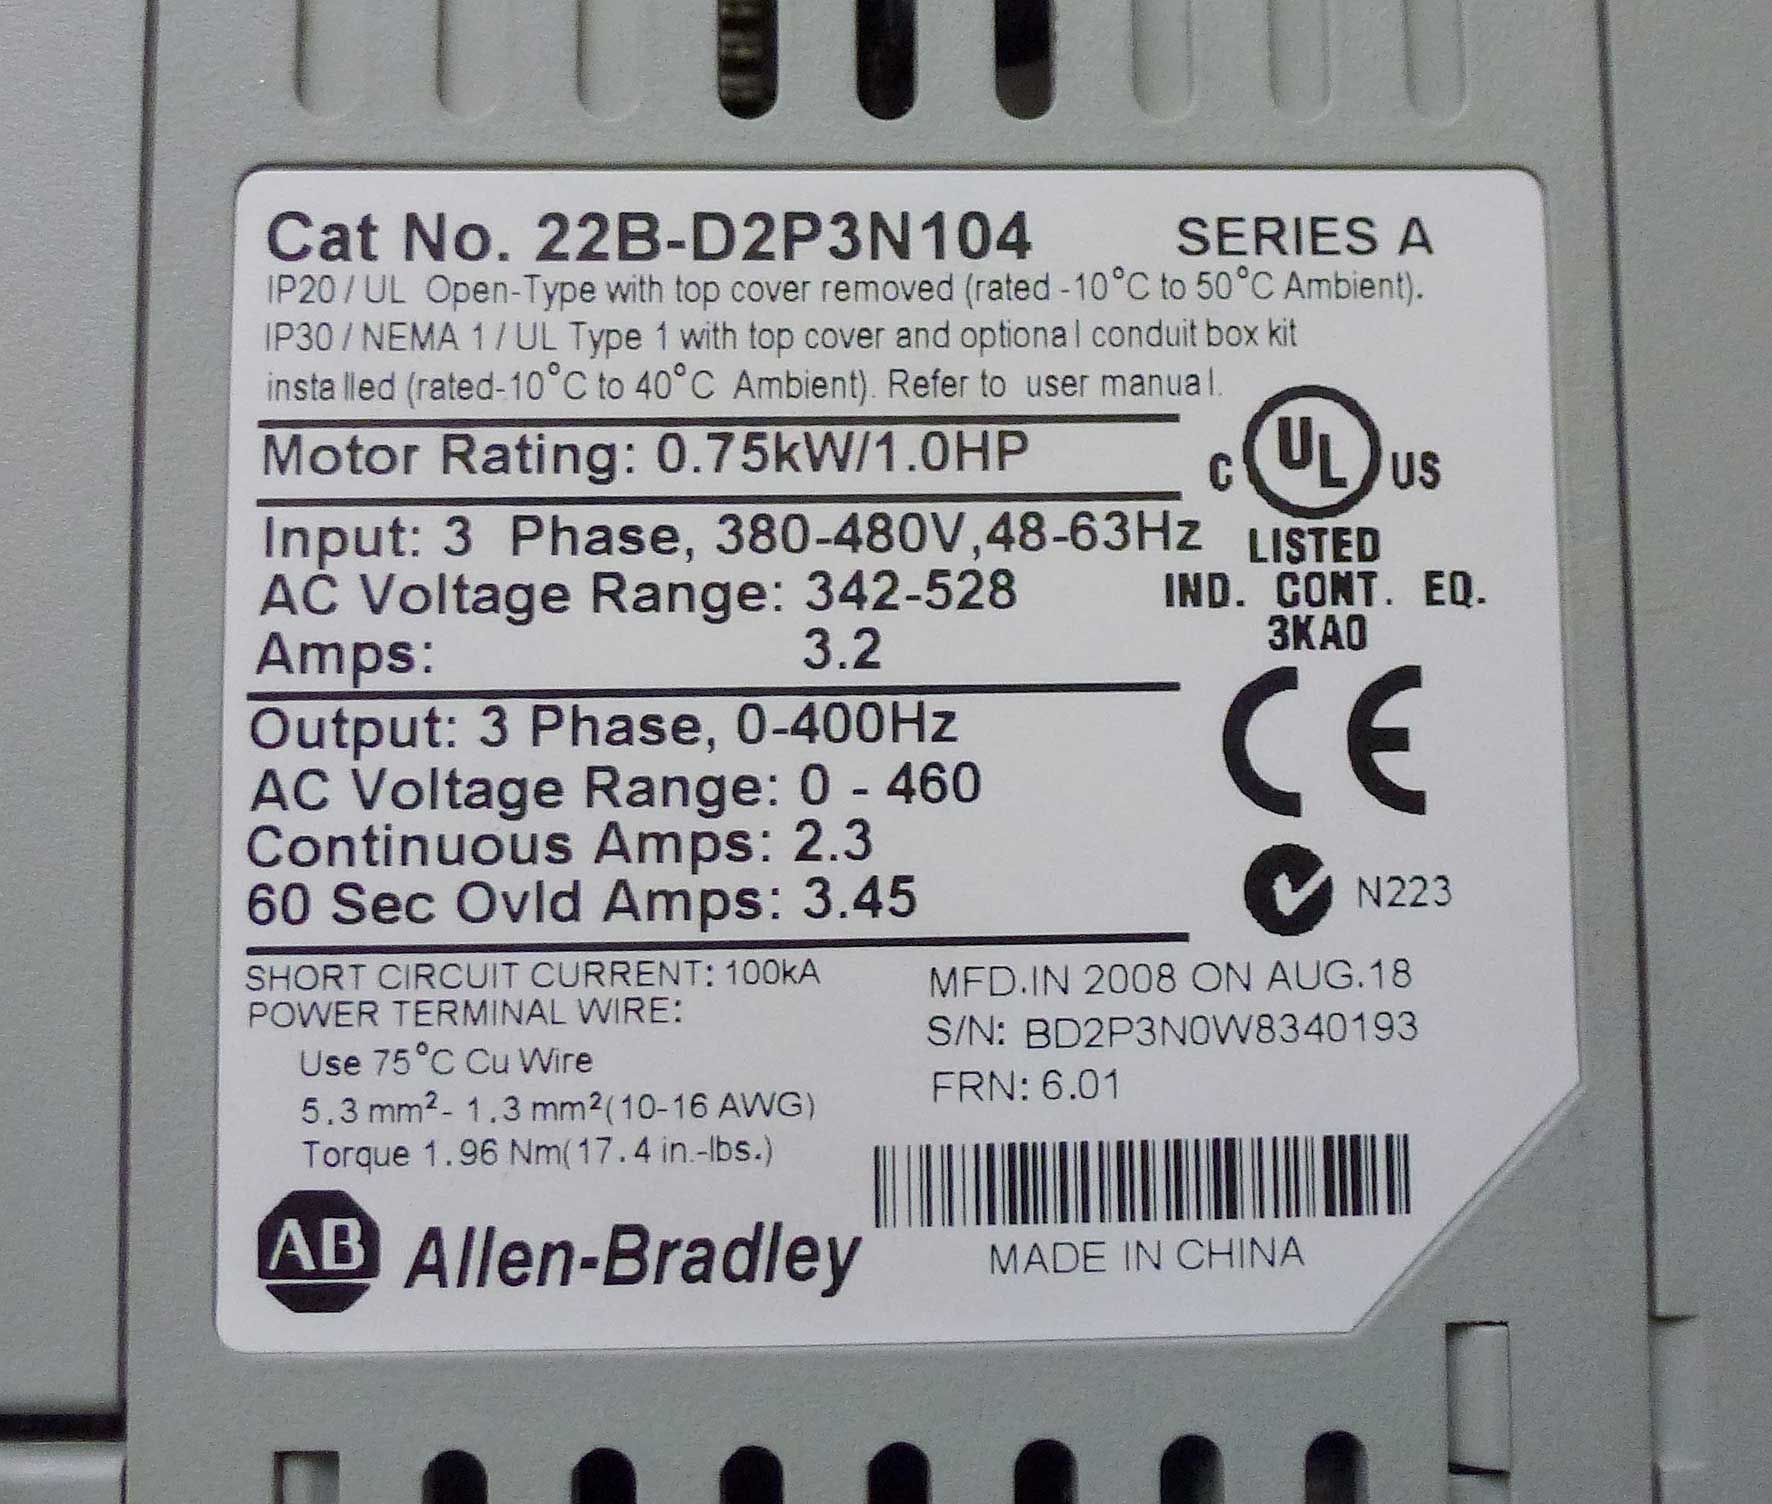 Cat No. 22B-D2P3N104 SERIES A
IP20 / UL Open-Type with top cover removed (rated -10°C to 50°C Ambient).
IP30 / NEMA 1 / UL Type 1 with top cover and optional conduit box kit
installed (rated-10°C to 40°C Ambient). Refer to user manual.
Motor Rating: 0.75kW/1.0HP
C UL US
LISTED
IND. CONT. EQ.
3KA0
Input: 3 Phase, 380-480V,48-63Hz
AC Voltage Range: 342-528
Amps: 3.2
CE
Output: 3 Phase, 0-400Hz
AC Voltage Range: 0 - 460
Continuous Amps: 2.3
60 Sec Ovld Amps: 3.45
N223
SHORT CIRCUIT CURRENT: 100kA
POWER TERMINAL WIRE:
Use 75°C Cu Wire
5.3 mm²- 1.3 mm²(10-16 AWG)
Torque 1.96 Nm(17.4 in.-lbs.)
MFD.IN 2008 ON AUG.18
S/N: BD2P3N0W8340193
FRN: 6.01
AB Allen-Bradley
MADE IN CHINA